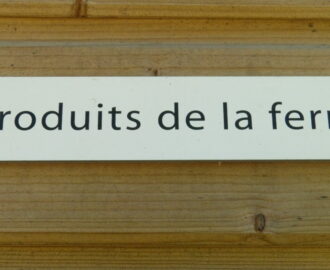 roduits de la fer